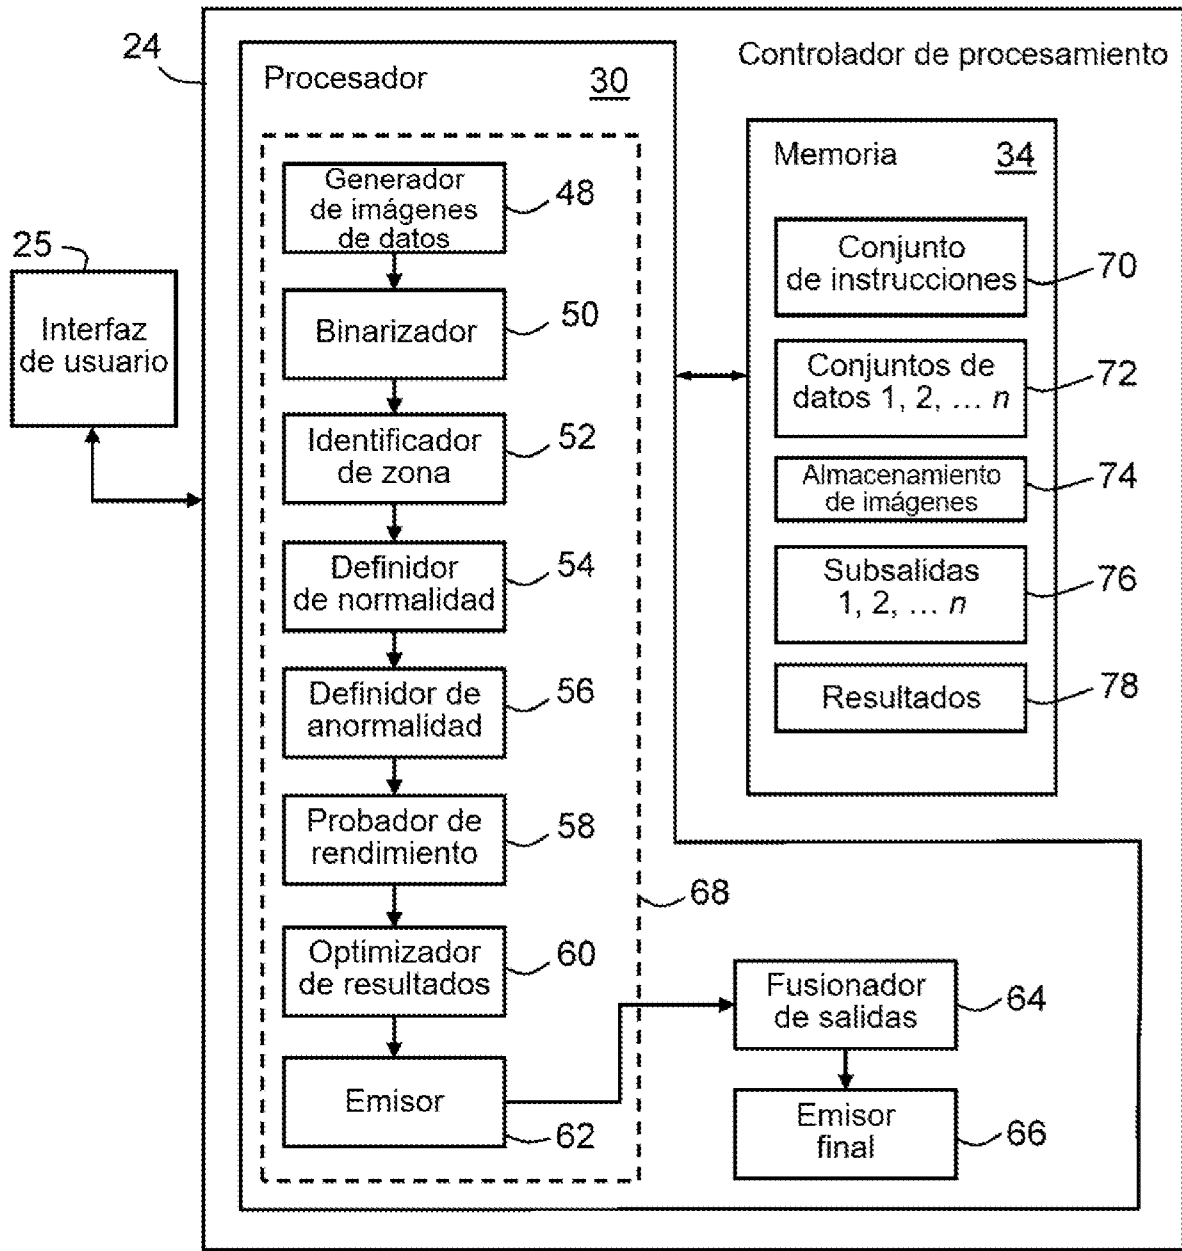 24
Controlador de procesamiento
Procesador
30
Generador
de imágenes
de datos
48
Binarizador
50
Identificador
de zona
52
Definidor
de normalidad
54
Definidor de
anormalidad
56
Probador de
rendimiento
58
Optimizador
de resultados
60
Emisor
62
68
25
Interfaz
de usuario
Memoria
34
Conjunto
de instrucciones
70
Conjuntos de
datos 1, 2, … n
72
Almacenamiento
de imágenes
74
Subsalidas
1, 2, … n
76
Resultados
78
Fusionador
de salidas
64
Emisor
final
66